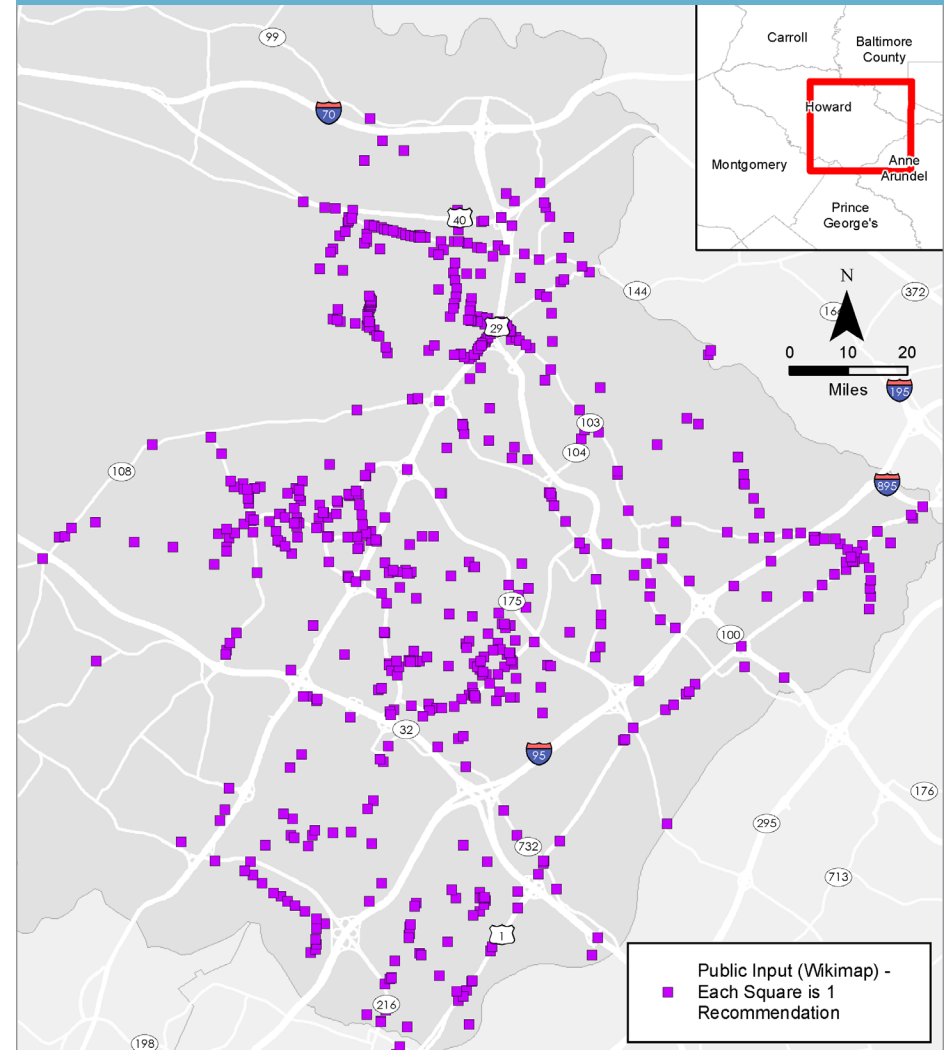 99
Carroll
Baltimore
County
70
Howard
Montgomery
Anne
Arundel
Prince
George's
40
N
144
372
29
0 10 20
Miles
195
103
104
108
895
175
100
32
95
176
295
732
713
1
Public Input (Wikimap) -
Each Square is 1
Recommendation
216
198